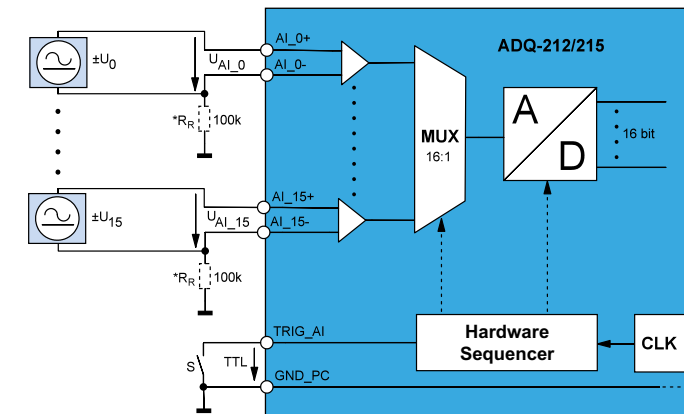 ADQ-212/215
AI_0+
±U0
UAI_0
AI_0-
*RR 100k
A
D
MUX
16:1
16 bit
AI_15+
±U15
UAI_15
AI_15-
*RR 100k
TRIG_AI
Hardware
Sequencer
CLK
S
TTL
GND_PC